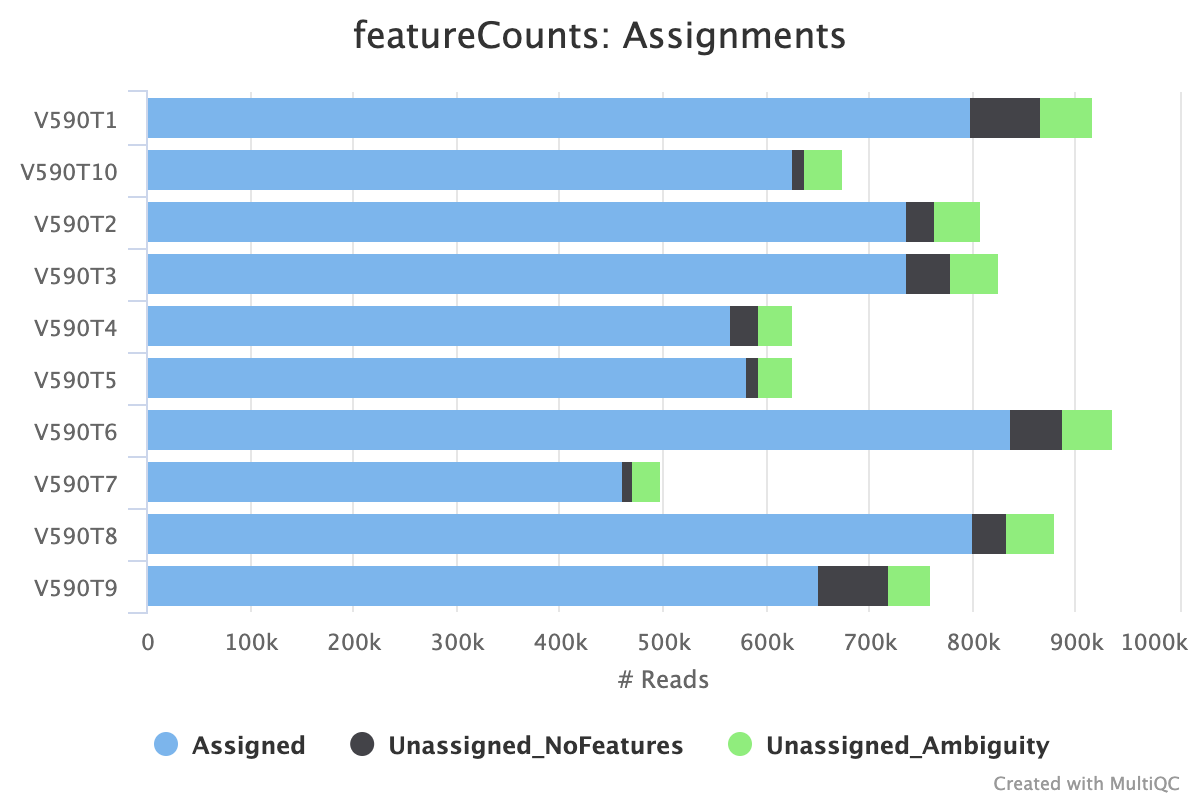 featureCounts: Assignments
V590T1
V590T10
V590T2
V590T3
V590T4
V590T5
V590T6
V590T7
V590T8
V590T9
0 100k 200k 300k 400k 500k 600k 700k 800k 900k 1000k
# Reads
Assigned Unassigned_NoFeatures Unassigned_Ambiguity
Created with MultiQC